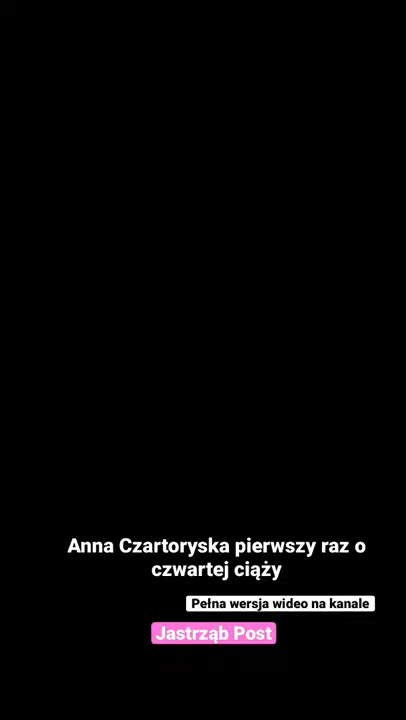 Anna Czartoryska pierwszy raz o
czwartej ciąży
Pełna wersja wideo na kanale
Jastrząb Post